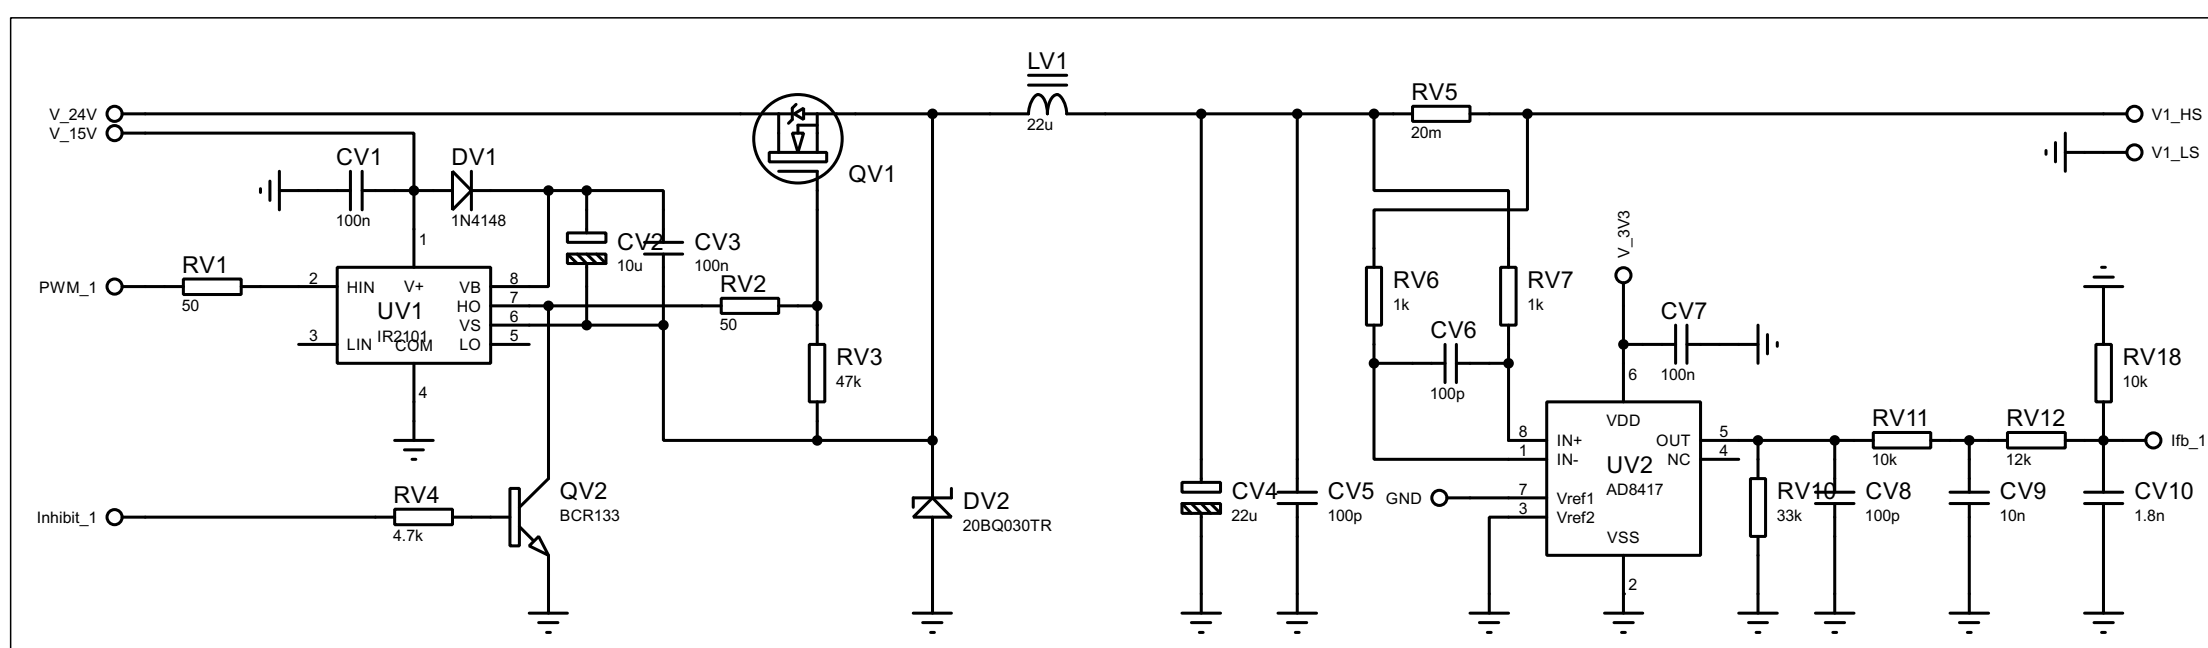 LV1
22u
RV5
20m
V_24V
V_15V
V1_HS
V1_LS
CV1
100n
DV1
1N4148
QV1
1
CV2
10u
CV3
100n
V_3V3
PWM_1
RV1
50
2
HIN
V+
VB
8
HO
7
VS
6
LO
5
3
LIN
UV1
IR2101
COM
4
RV2
50
RV3
47k
RV6
1k
RV7
1k
CV6
100p
CV7
100n
6
RV18
10k
Inhibit_1
RV4
4.7k
QV2
BCR133
DV2
20BQ030TR
CV4
22u
CV5
100p
GND
8
IN+
1
IN-
7
Vref1
3
Vref2
VDD
UV2
AD8417
VSS
2
OUT
5
NC
4
RV10
33k
CV8
100p
RV11
10k
CV9
10n
RV12
12k
CV10
1.8n
Ifb_1